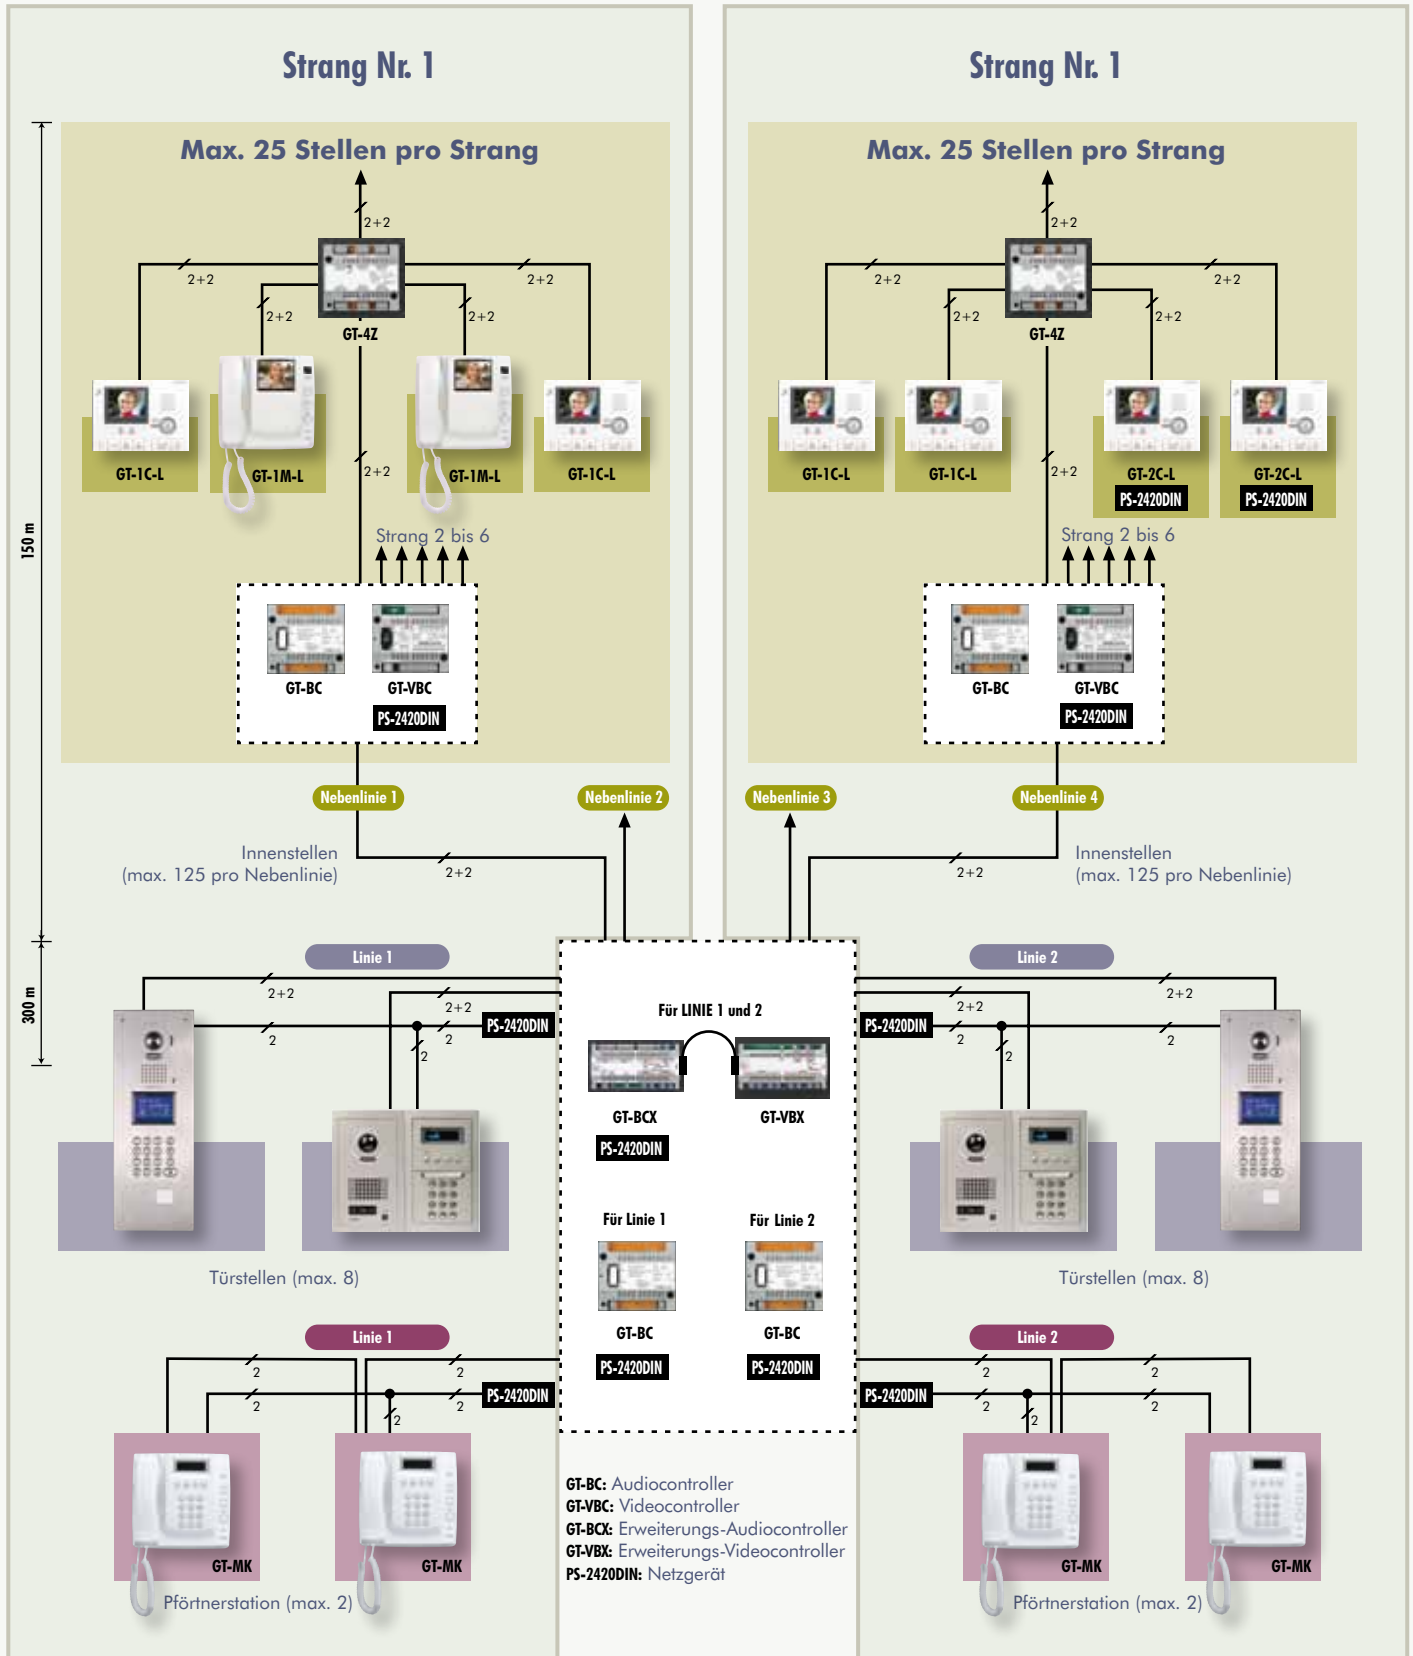 Strang Nr. 1
Max. 25 Stellen pro Strang
2+2
2+2
2+2
2+2
2+2
GT-4Z
GT-1C-L
GT-1M-L
GT-1M-L
GT-1C-L
2+2
Strang 2 bis 6
GT-BC
GT-VBC
PS-2420DIN
150 m
Nebenlinie 1
Nebenlinie 2
Innenstellen
(max. 125 pro Nebenlinie)
2+2
Strang Nr. 1
Max. 25 Stellen pro Strang
2+2
2+2
2+2
2+2
2+2
GT-4Z
GT-1C-L
GT-1C-L
GT-2C-L
PS-2420DIN
GT-2C-L
PS-2420DIN
2+2
Strang 2 bis 6
GT-BC
GT-VBC
PS-2420DIN
Nebenlinie 3
Nebenlinie 4
2+2
Innenstellen
(max. 125 pro Nebenlinie)
300 m
Linie 1
2+2
2+2
2
2
2
PS-2420DIN
Türstellen (max. 8)
Für LINIE 1 und 2
GT-BCX
PS-2420DIN
GT-VBX
Für Linie 1
GT-BC
PS-2420DIN
Für Linie 2
GT-BC
PS-2420DIN
Linie 2
2+2
2+2
PS-2420DIN
2
2
2
Türstellen (max. 8)
Linie 1
2
2
2
2
2
PS-2420DIN
GT-MK
GT-MK
Pförtnerstation (max. 2)
GT-BC: Audiocontroller
GT-VBC: Videocontroller
GT-BCX: Erweiterungs-Audiocontroller
GT-VBX: Erweiterungs-Videocontroller
PS-2420DIN: Netzgerät
Linie 2
2
2
PS-2420DIN
2
2
2
GT-MK
GT-MK
Pförtnerstation (max. 2)